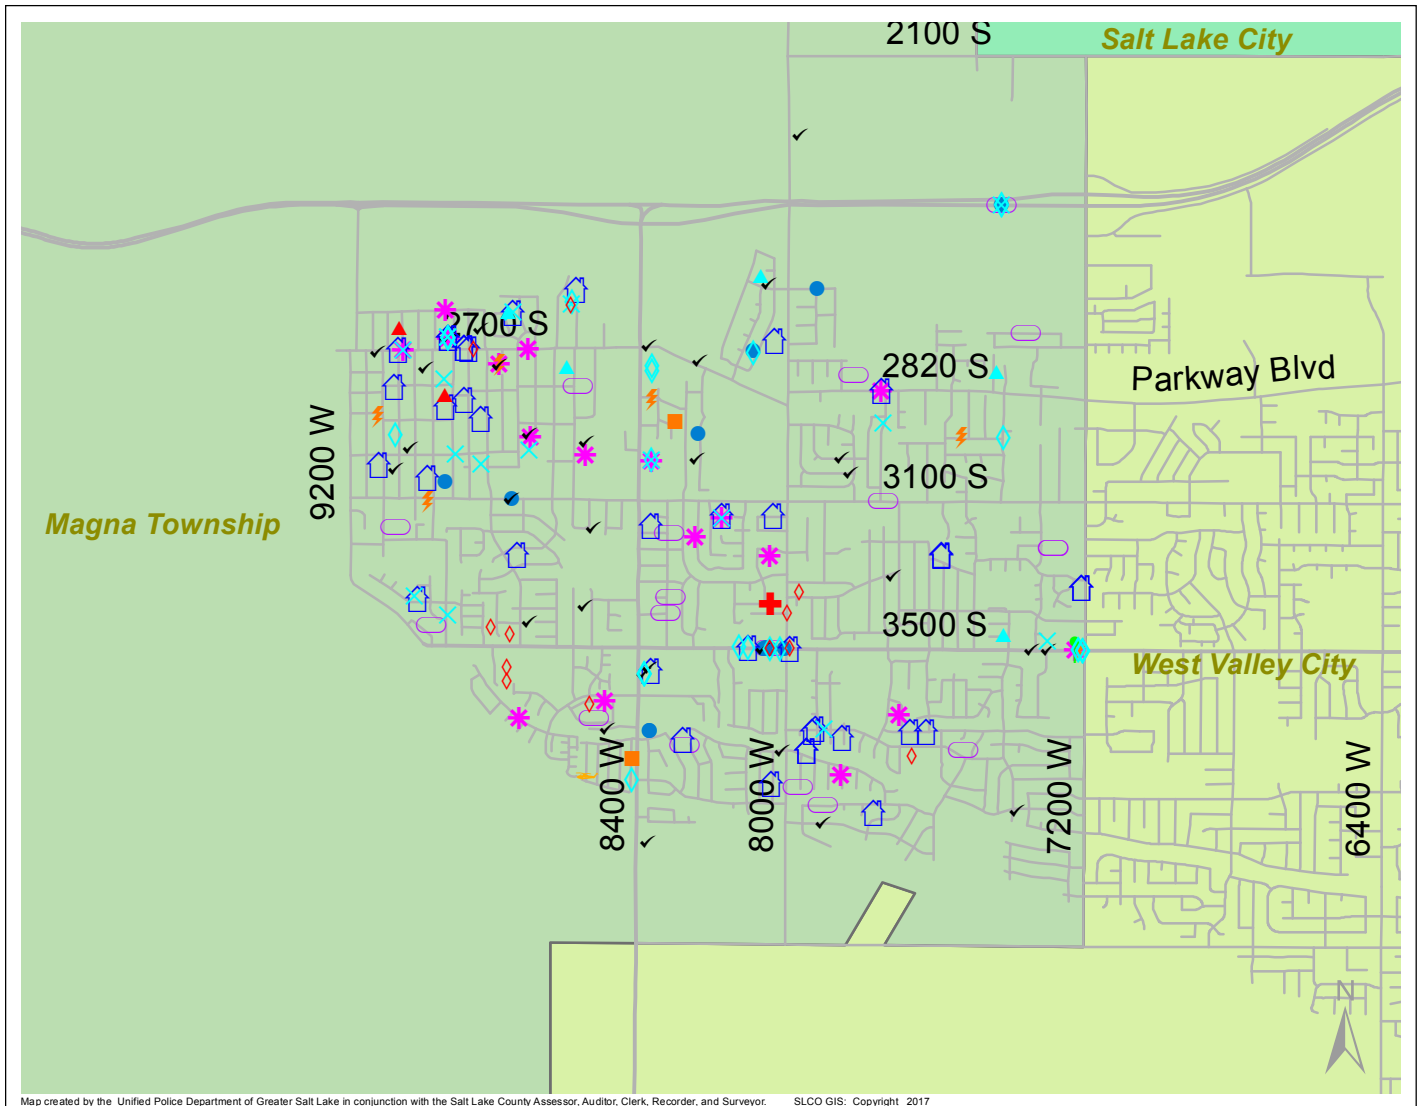 2100 S
Salt Lake City
2700 S
2820 S
Parkway Blvd
9200 W
3100 S
Magna Township
3500 S
West Valley City
8400 W
8000 W
7200 W
6400 W
N
Map created by the Unified Police Department of Greater Salt Lake in conjunction with the Salt Lake County Assessor, Auditor, Clerk, Recorder, and Surveyor. SLCO GIS: Copyright 2017